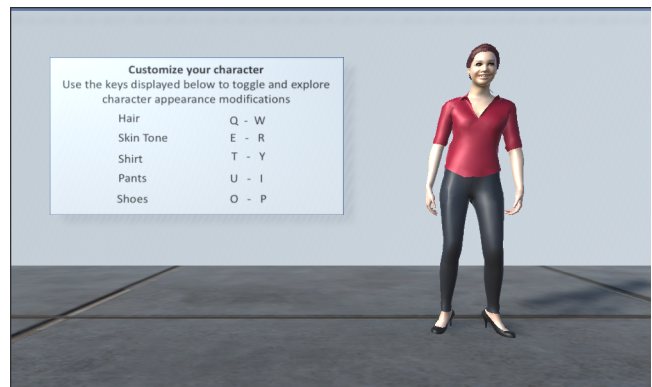 Customize your character
Use the keys displayed below to toggle and explore
character appearance modifications
Hair Q - W
Skin Tone E - R
Shirt T - Y
Pants U - I
Shoes O - P